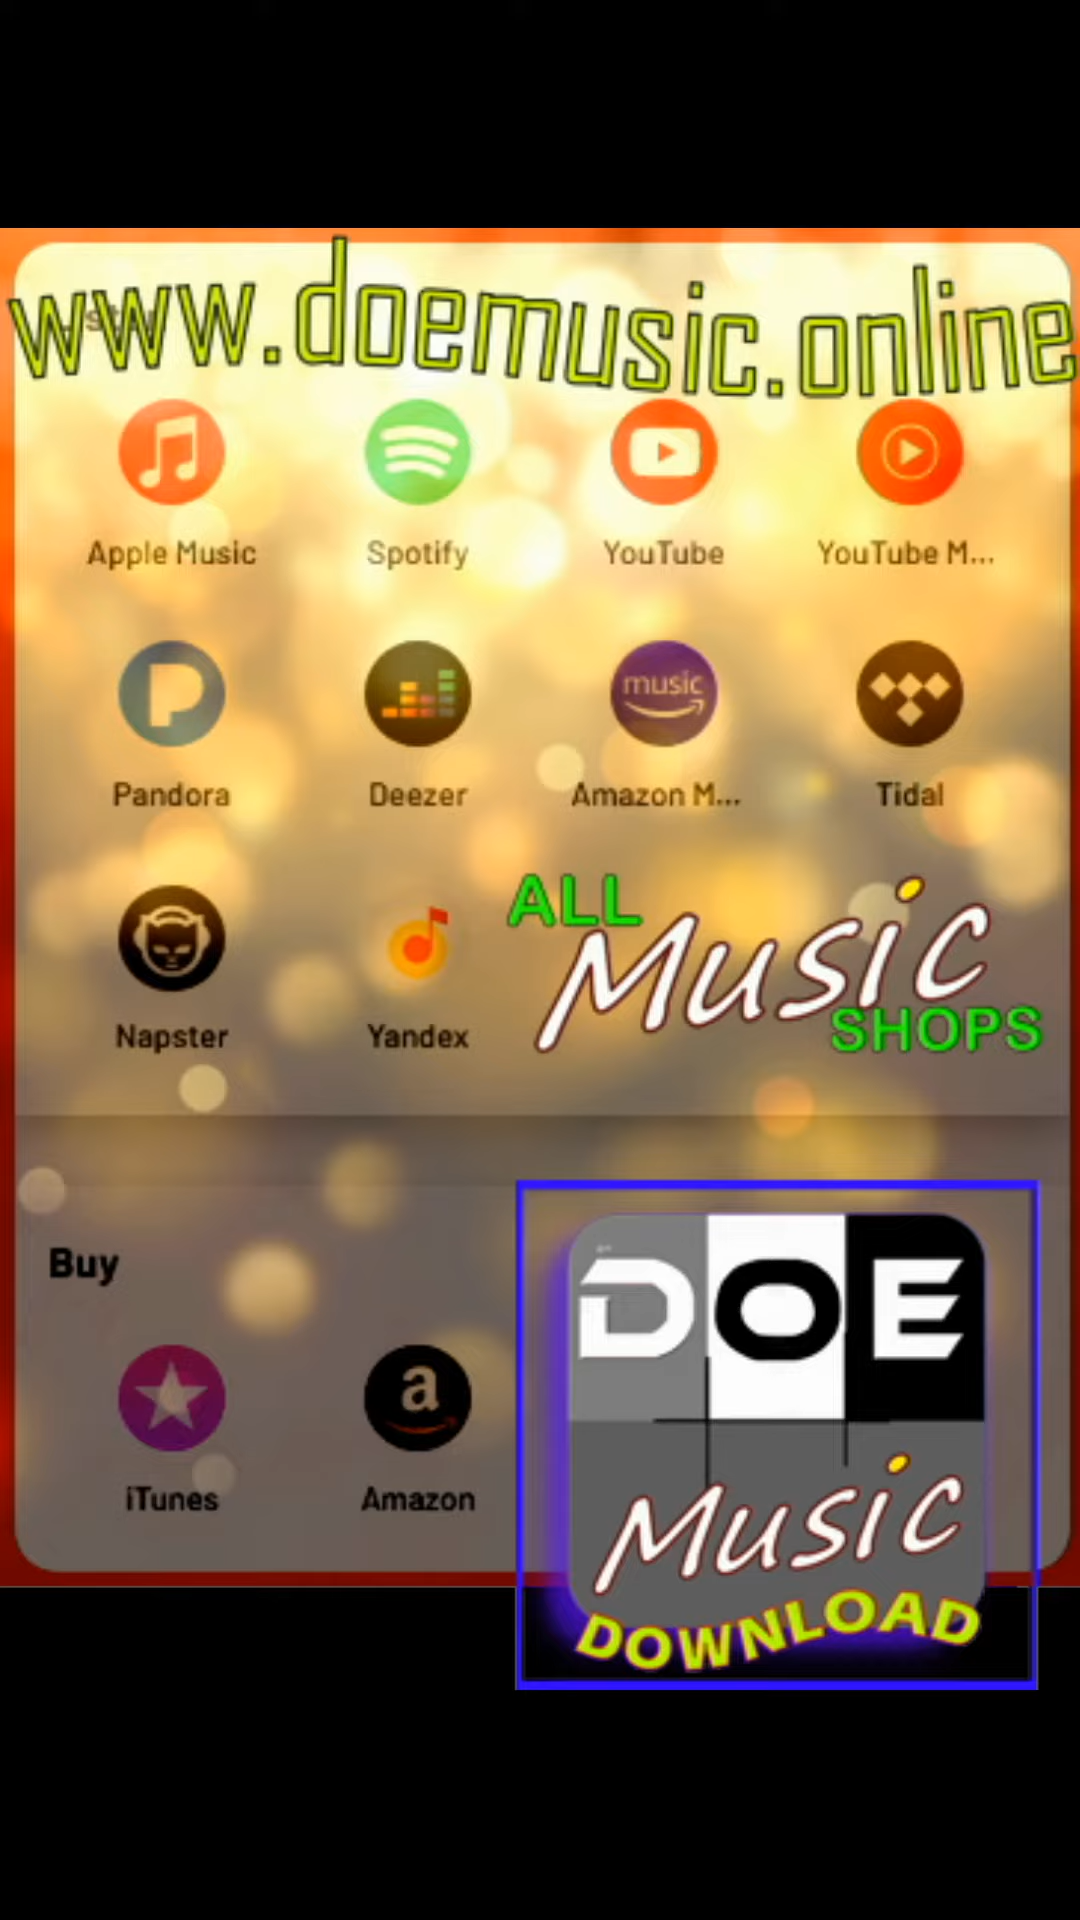 www.doemusic.online
Apple Music
Spotify
YouTube
YouTube M...
Pandora
Deezer
music
Amazon M...
Tidal
ALL
Music
SHOPS
Napster
Yandex
Buy
DOE
Music
DOWNLOAD
a
iTunes
Amazon